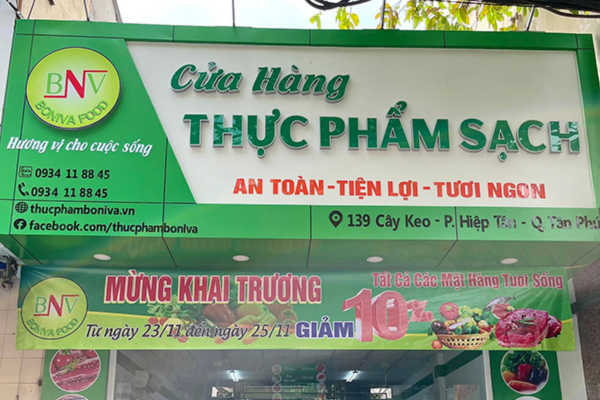 BNV
BONIVA FOOD
Hương vị cho cuộc sống
0934 11 88 45
0934 11 88 45
thucphamboniva.vn
facebook.com/thucphamboniva
Cửa Hàng
THỰC PHẨM SẠCH
AN TOÀN - TIỆN LỢI - TƯƠI NGON
139 Cây Keo - P. Hiệp Tân - Q Tân Phú
BNV
BONIVA FOOD
MỪNG KHAI TRƯƠNG
Từ ngày 23/11 đến ngày 25/11 GIẢM 10%
Tất Cả Các Mặt Hàng Tươi Sống